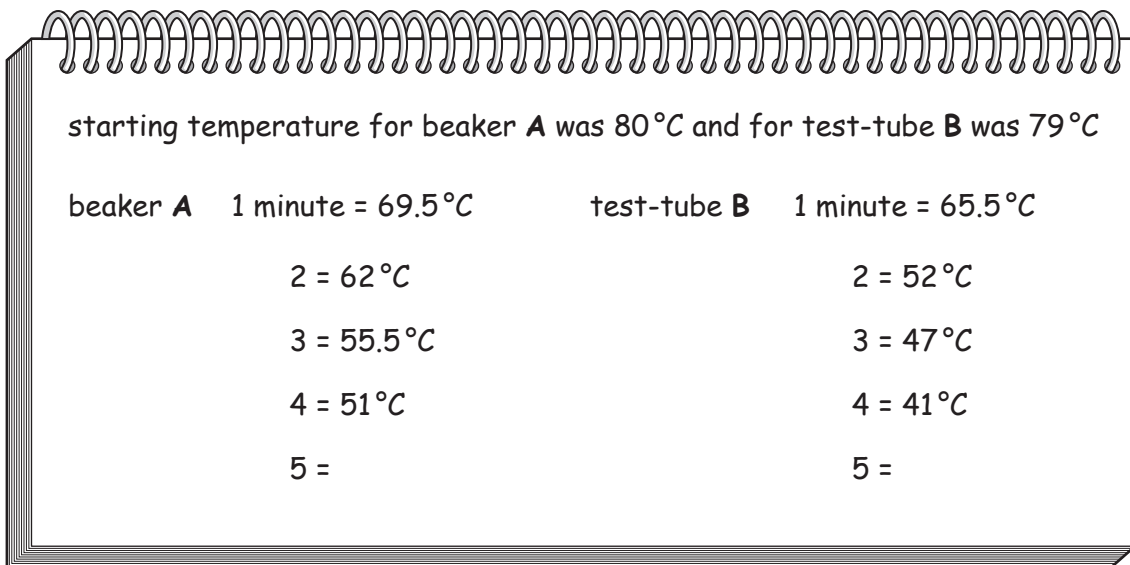 starting temperature for beaker A was 80 °C and for test-tube B was 79 °C
beaker A 1 minute = 69.5 °C test-tube B 1 minute = 65.5 °C
2 = 62 °C 2 = 52 °C
3 = 55.5 °C 3 = 47 °C
4 = 51 °C 4 = 41 °C
5 = 5 =